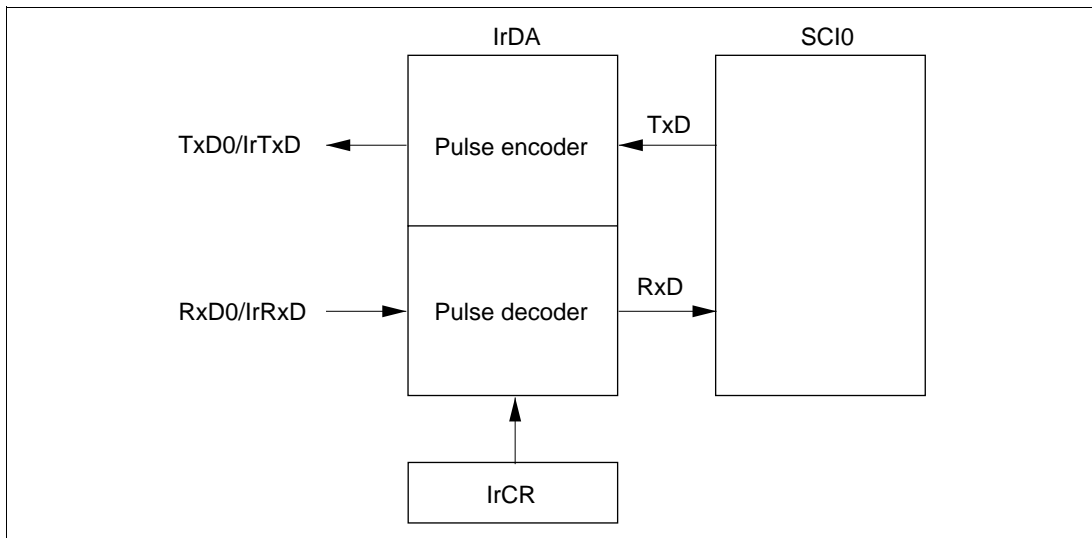 IrDA
SCI0
TxD0/IrTxD
Pulse encoder
TxD
RxD0/IrRxD
Pulse decoder
RxD
IrCR